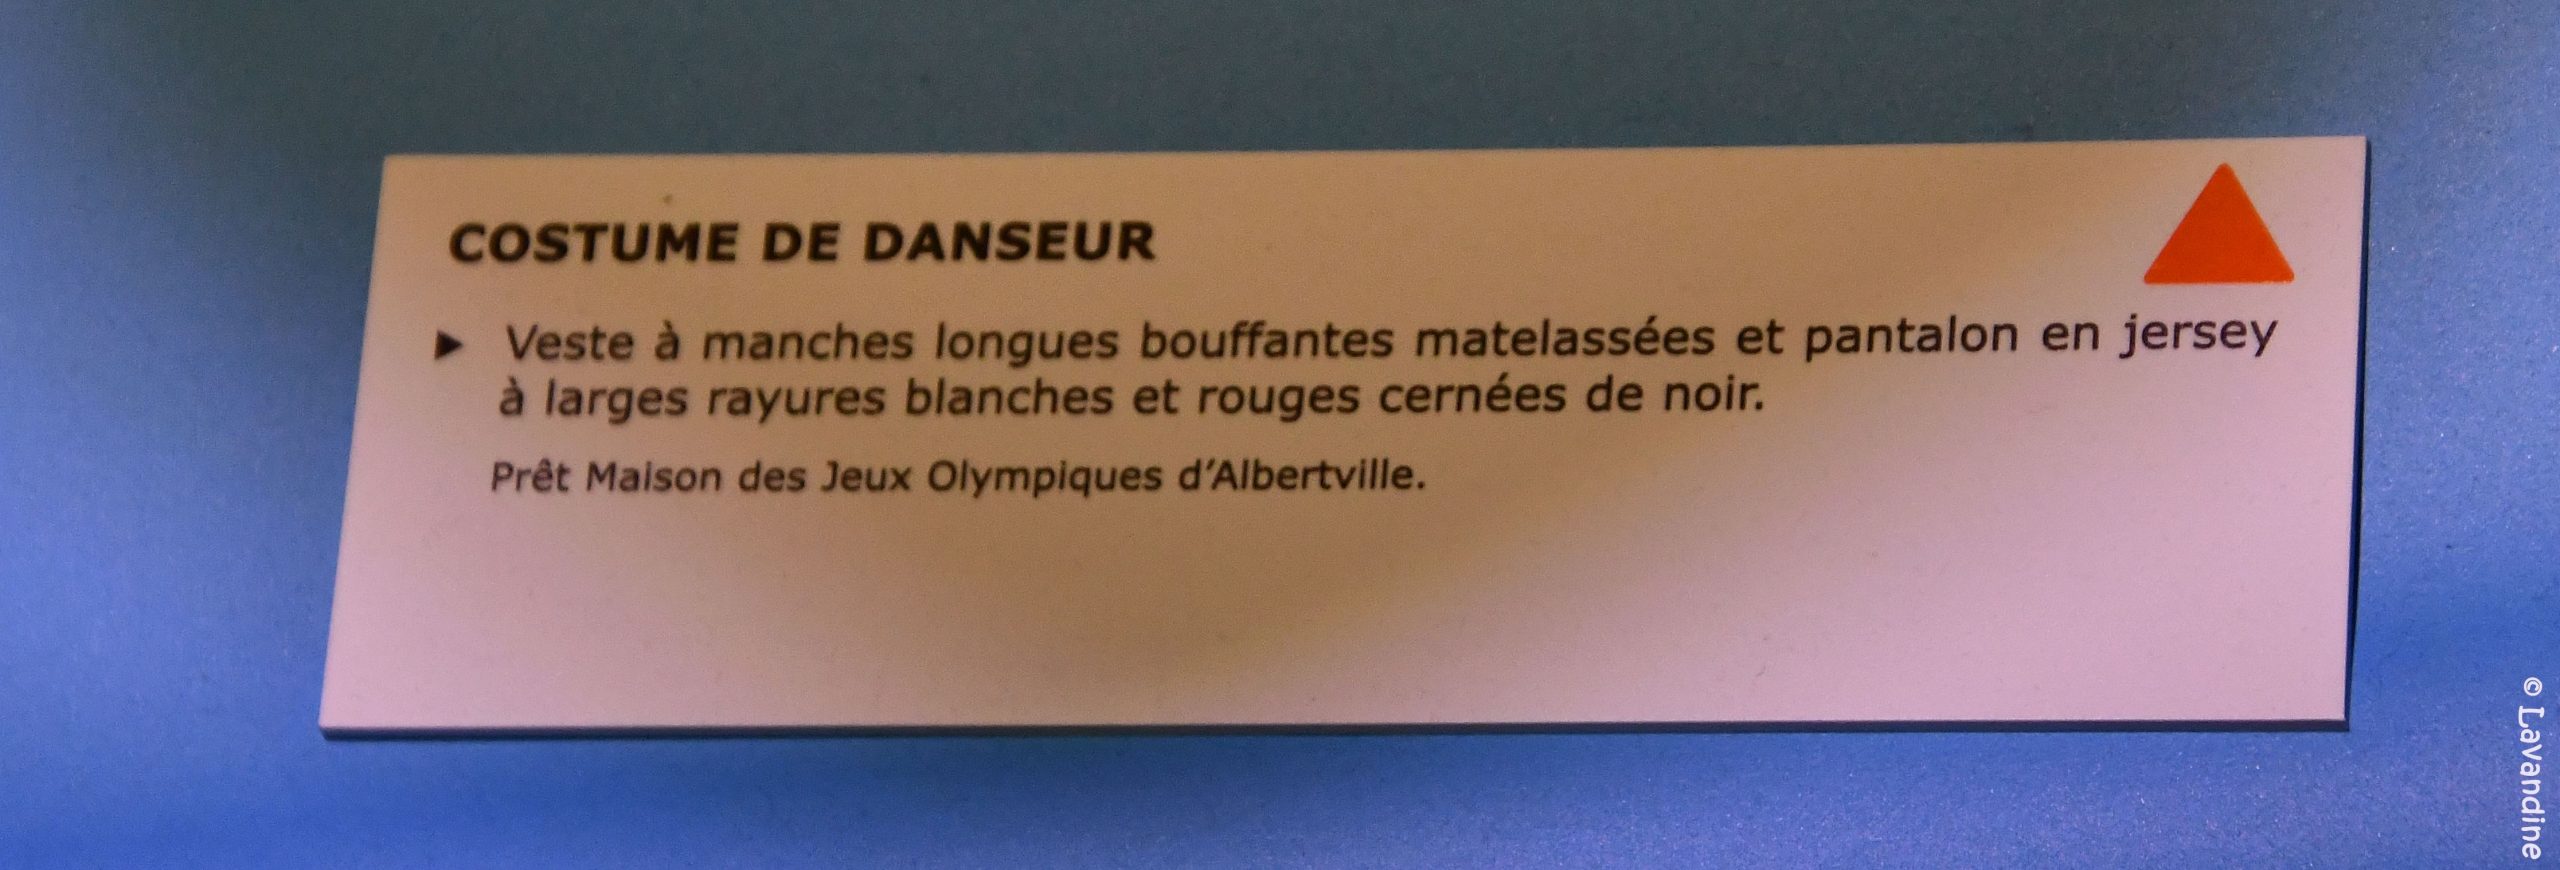 COSTUME DE DANSEUR
▶ Veste à manches longues bouffantes matelassées et pantalon en jersey
à larges rayures blanches et rouges cernées de noir.
Prêt Maison des Jeux Olympiques d'Albertville.
© Lavandine